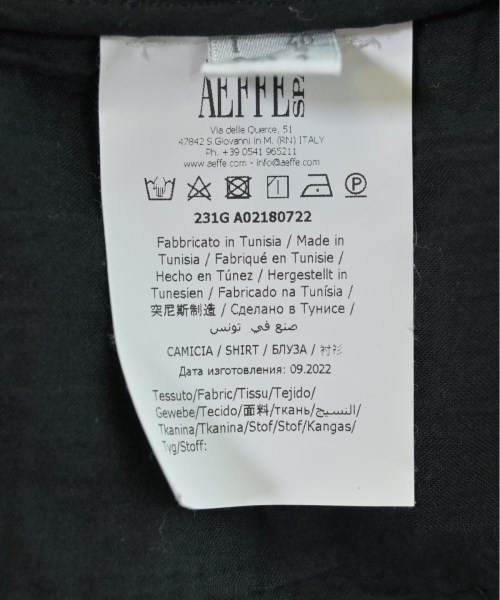 AEFFE SPA
Via delle Querce, 51
47842 S.Giovanni in M. (RN) ITALY
Ph. +39 0541 965211
www.aeffe.com - info@aeffe.com
P
231G A02180722
Fabbricato in Tunisia / Made in
Tunisia / Fabriqué en Tunisie /
Hecho en Túnez / Hergestellt in
Tunesien / Fabricado na Tunísia /
突尼斯制造 / Сделано в Тунисе /
صنع في تونس
CAMICIA / SHIRT / БЛУЗА / 衬衫
Дата изготовления: 09.2022
Tessuto/Fabric/Tissu/Tejido/
Gewebe/Tecido/面料/ткань/النسيج/
Tkanina/Tkanina/Stof/Stof/Kangas/
Tyg/Stoff: